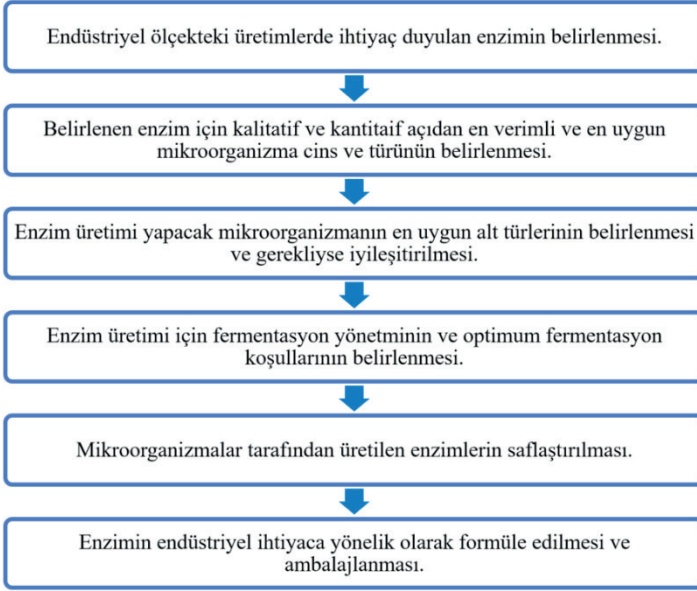 Endüstriyel ölçekteki üretimlerde ihtiyaç duyulan enzimin belirlenmesi.
Belirlenen enzim için kalitatif ve kantitaif açıdan en verimli ve en uygun
mikroorganizma cins ve türünün belirlenmesi.
Enzim üretimi yapacak mikroorganizmanın en uygun alt türlerinin belirlenmesi
ve gerekliyse iyileşitirilmesi.
Enzim üretimi için fermentasyon yönetminin ve optimum fermentasyon
koşullarının belirlenmesi.
Mikroorganizmalar tarafından üretilen enzimlerin saflaştırılması.
Enzimin endüstriyel ihtiyaca yönelik olarak formüle edilmesi ve
ambalajlanması.